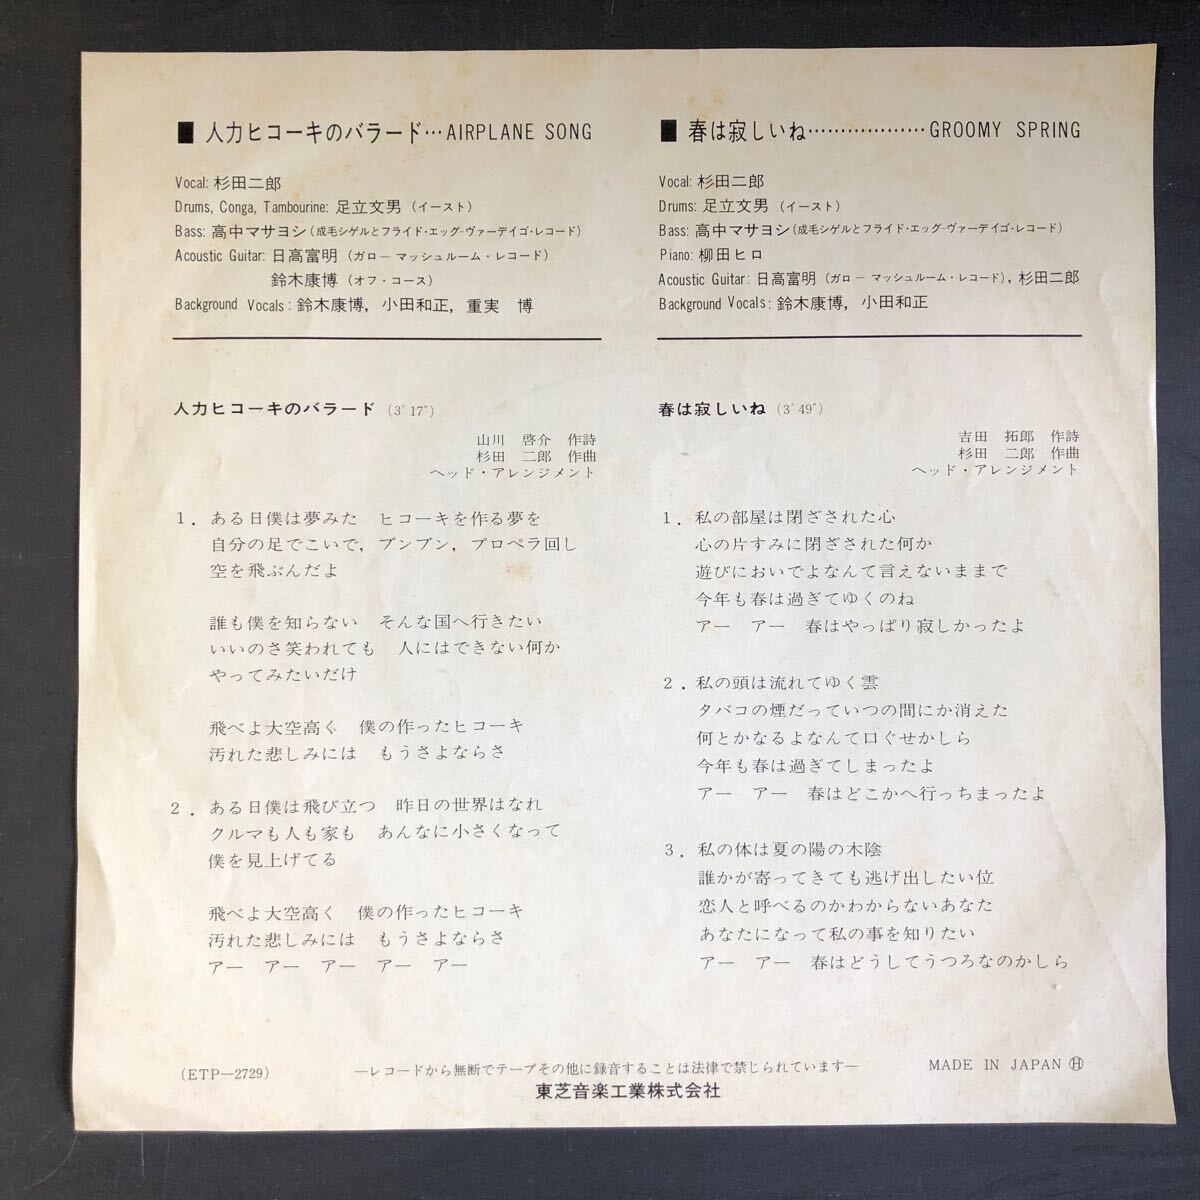 ■ 人力ヒコーキのバラード…AIRPLANE SONG
Vocal: 杉田二郎
Drums, Conga, Tambourine: 足立文男（イースト）
Bass: 高中マサヨシ（成毛シゲルとフライド・エッグ-ヴァーデイゴ・レコード）
Acoustic Guitar: 日高富明（ガロ― マッシュルーム・レコード）
鈴木康博（オフ・コース）
Background Vocals: 鈴木康博, 小田和正, 重実　博
人力ヒコーキのバラード（3′17″）
山川　啓介　作詩
杉田　二郎　作曲
ヘッド・アレンジメント
1．ある日僕は夢みた　ヒコーキを作る夢を
自分の足でこいで, ブンブン, プロペラ回し
空を飛ぶんだよ
誰も僕を知らない　そんな国へ行きたい
いいのさ笑われても　人にはできない何か
やってみたいだけ
飛べよ大空高く　僕の作ったヒコーキ
汚れた悲しみには　もうさよならさ
2．ある日僕は飛び立つ　昨日の世界はなれ
クルマも人も家も　あんなに小さくなって
僕を見上げてる
飛べよ大空高く　僕の作ったヒコーキ
汚れた悲しみには　もうさよならさ
アー　アー　アー　アー　アー
■ 春は寂しいね………………GROOMY SPRING
Vocal: 杉田二郎
Drums: 足立文男（イースト）
Bass: 高中マサヨシ（成毛シゲルとフライド・エッグ-ヴァーデイゴ・レコード）
Piano: 柳田ヒロ
Acoustic Guitar: 日高富明（ガロ― マッシュルーム・レコード）, 杉田二郎
Background Vocals: 鈴木康博, 小田和正
春は寂しいね（3′49″）
吉田　拓郎　作詩
杉田　二郎　作曲
ヘッド・アレンジメント
1．私の部屋は閉ざされた心
心の片すみに閉ざされた何か
遊びにおいでよなんて言えないままで
今年も春は過ぎてゆくのね
アー　アー　春はやっぱり寂しかったよ
2．私の頭は流れてゆく雲
タバコの煙だっていつの間にか消えた
何とかなるよなんて口ぐせかしら
今年も春は過ぎてしまったよ
アー　アー　春はどこかへ行っちまったよ
3．私の体は夏の陽の木陰
誰かが寄ってきても逃げ出したい位
恋人と呼べるのかわからないあなた
あなたになって私の事を知りたい
アー　アー　春はどうしてうつろなのかしら
（ETP—2729）
―レコードから無断でテープその他に録音することは法律で禁じられています―
MADE IN JAPAN Ⓗ
東芝音楽工業株式会社